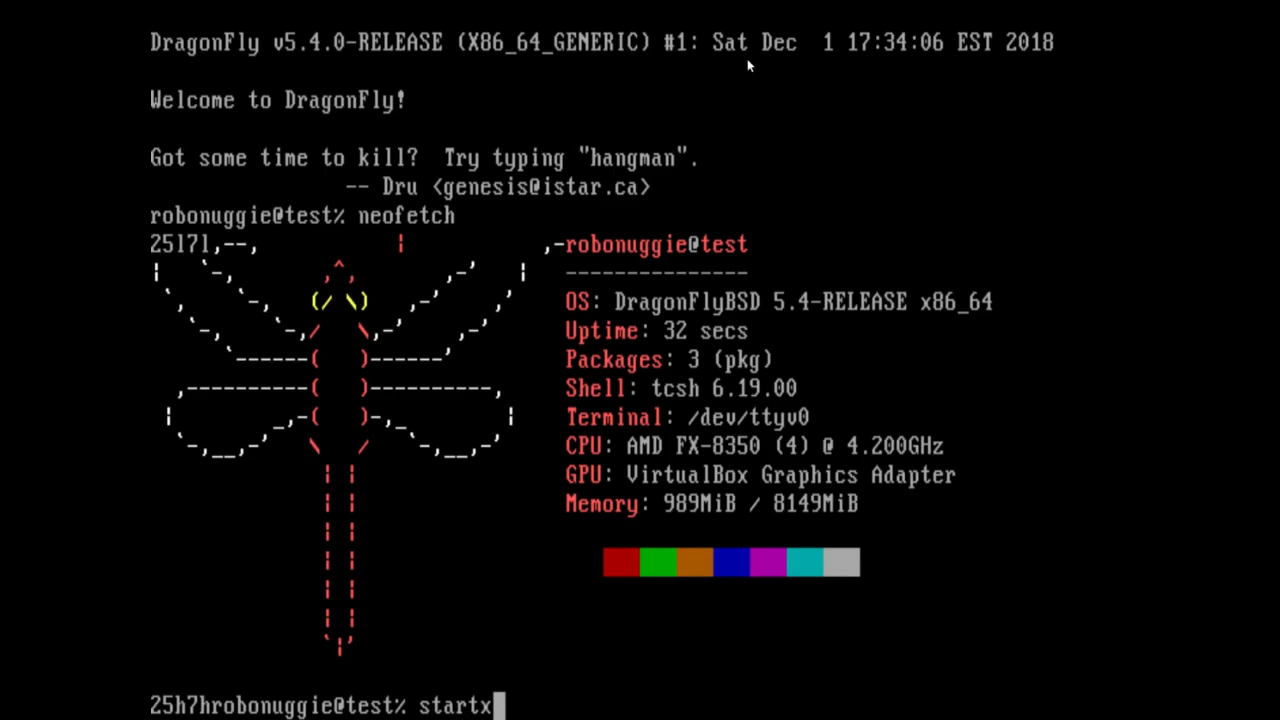 DragonFly v5.4.0-RELEASE (X86_64_GENERIC) #1: Sat Dec  1 17:34:06 EST 2018
Welcome to DragonFly!
Got some time to kill?  Try typing "hangman".
-- Dru <genesis@istar.ca>
robonuggie@test% neofetch
25l7l
robonuggie@test
---------------
OS: DragonFlyBSD 5.4-RELEASE x86_64
Uptime: 32 secs
Packages: 3 (pkg)
Shell: tcsh 6.19.00
Terminal: /dev/ttyv0
CPU: AMD FX-8350 (4) @ 4.200GHz
GPU: VirtualBox Graphics Adapter
Memory: 989MiB / 8149MiB
25h7hrobonuggie@test% startx